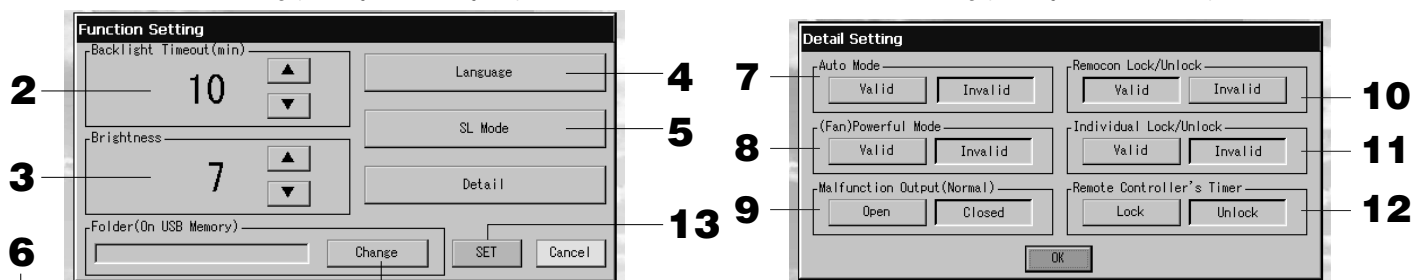 Function Setting
Backlight Timeout(min)
10
2
Language
4
SL Mode
5
Brightness
7
3
Detail
Folder(On USB Memory)
Change
SET
Cancel
13
6
Detail Setting
Auto Mode
Valid Invalid
7
Remocon Lock/Unlock
Valid Invalid
10
(Fan)Powerful Mode
Valid Invalid
8
Individual Lock/Unlock
Valid Invalid
11
Malfunction Output(Normal)
Open Closed
9
Remote Controller's Timer
Lock Unlock
12
OK